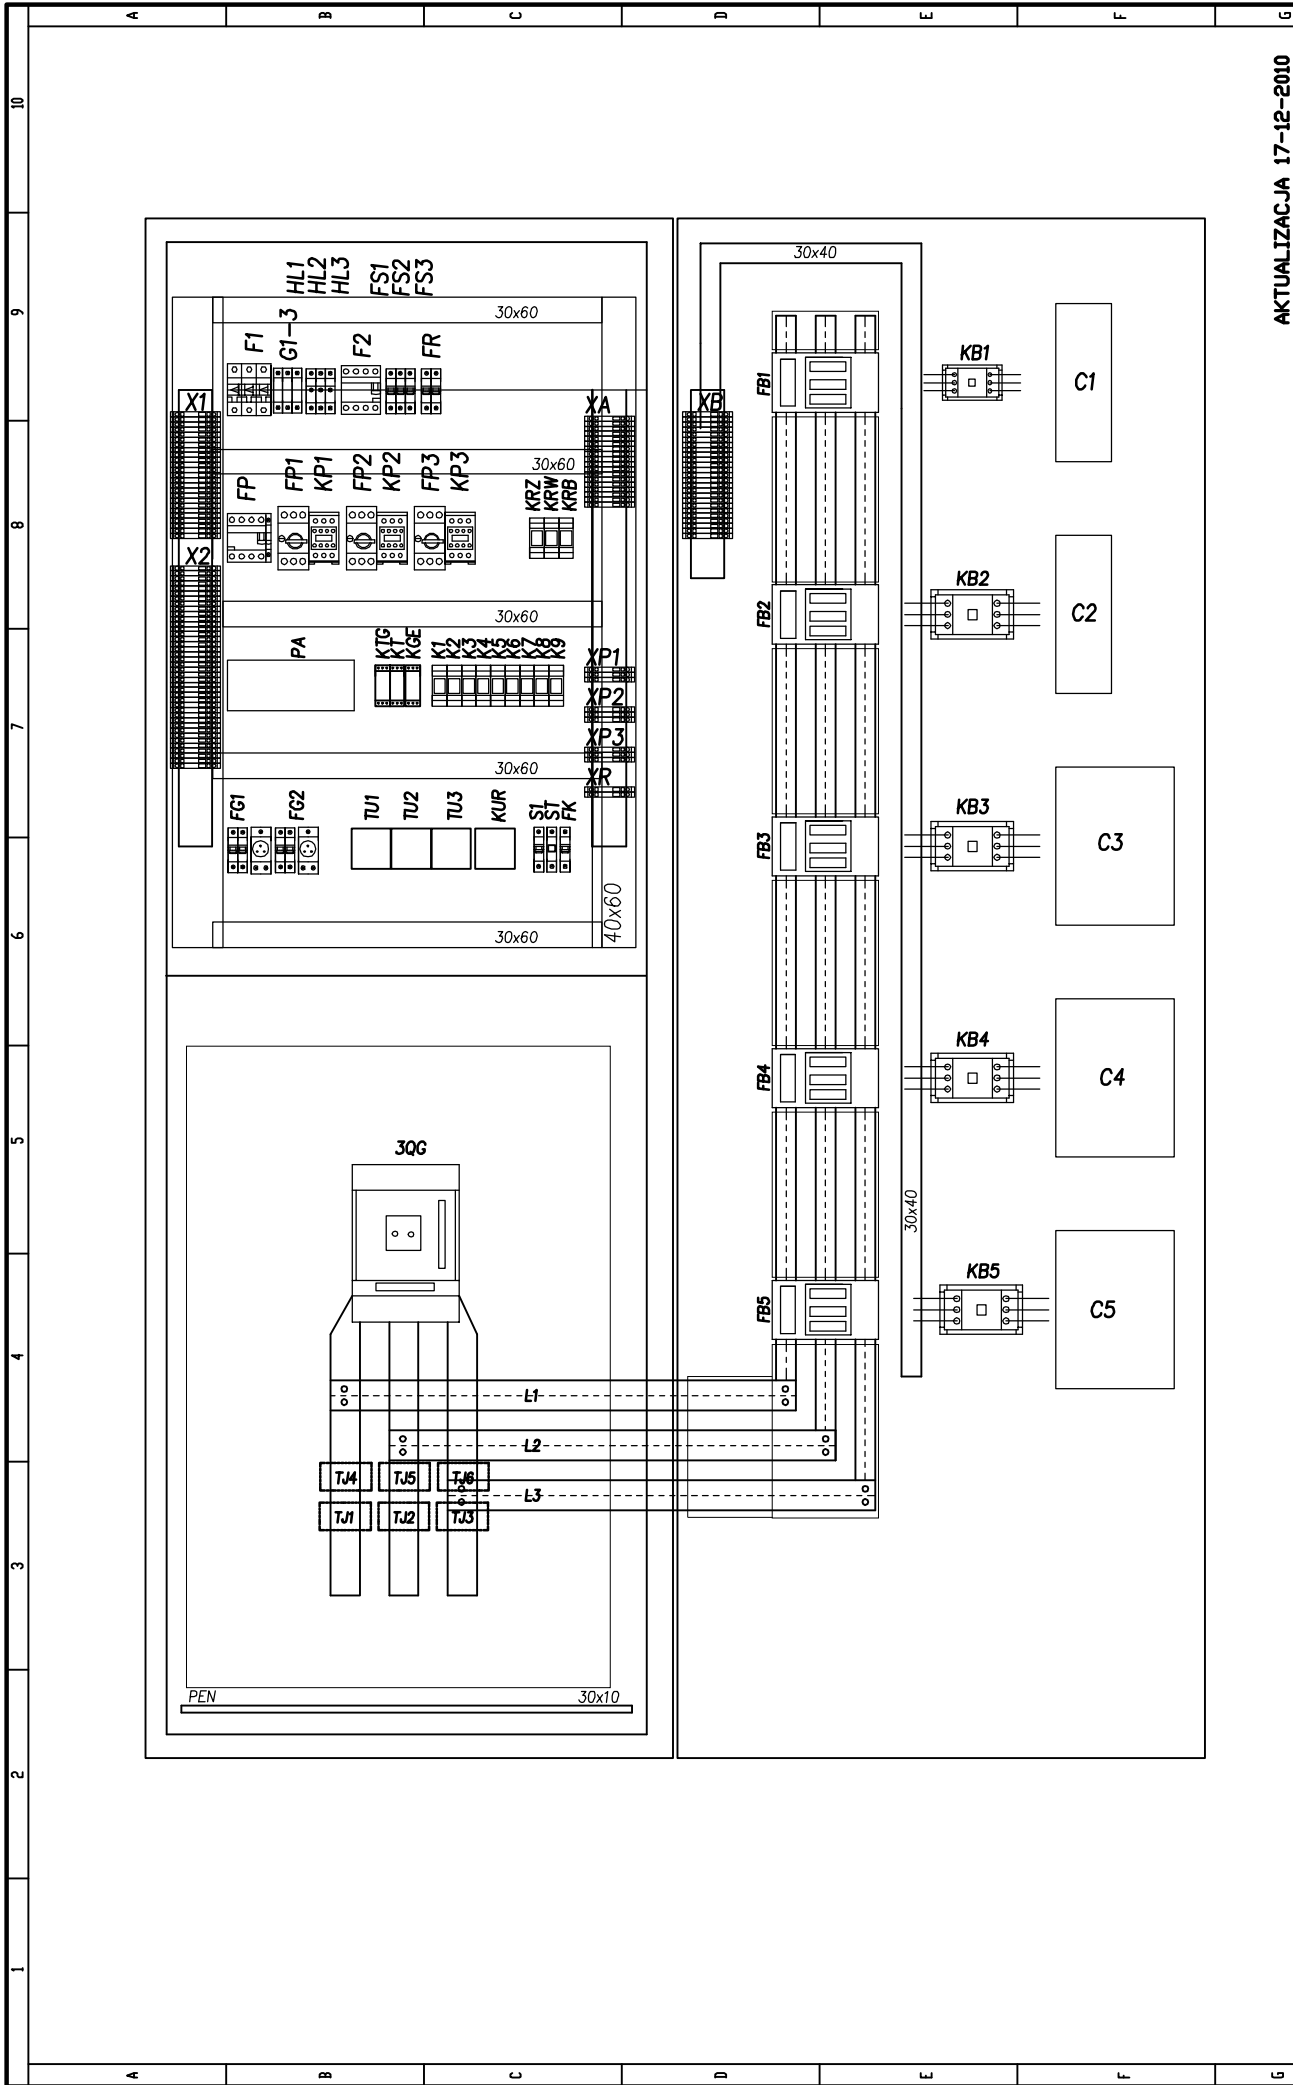 A
B
C
D
E
F
G
10
9
8
7
6
5
4
3
2
1
AKTUALIZACJA 17-12-2010
HL1
HL2
HL3
FS1
FS2
FS3
30x60
F1
G1-3
F2
FR
X1
XA
30x60
FP
FP1
KP1
FP2
KP2
FP3
KP3
KRZ
KRW
KRB
X2
30x60
PA
KTG
KT
KGE
K1
K2
K3
K4
K5
K6
K7
K8
K9
XP1
XP2
XP3
XR
30x60
FG1
FG2
TU1
TU2
TU3
KUR
S1
ST
FK
40x60
30x60
3QG
L1
L2
L3
TJ4
TJ5
TJ6
TJ1
TJ2
TJ3
PEN
30x10
30x40
XB
FB1
KB1
C1
FB2
KB2
C2
FB3
KB3
C3
FB4
KB4
C4
30x40
FB5
KB5
C5
A
B
C
D
E
F
G